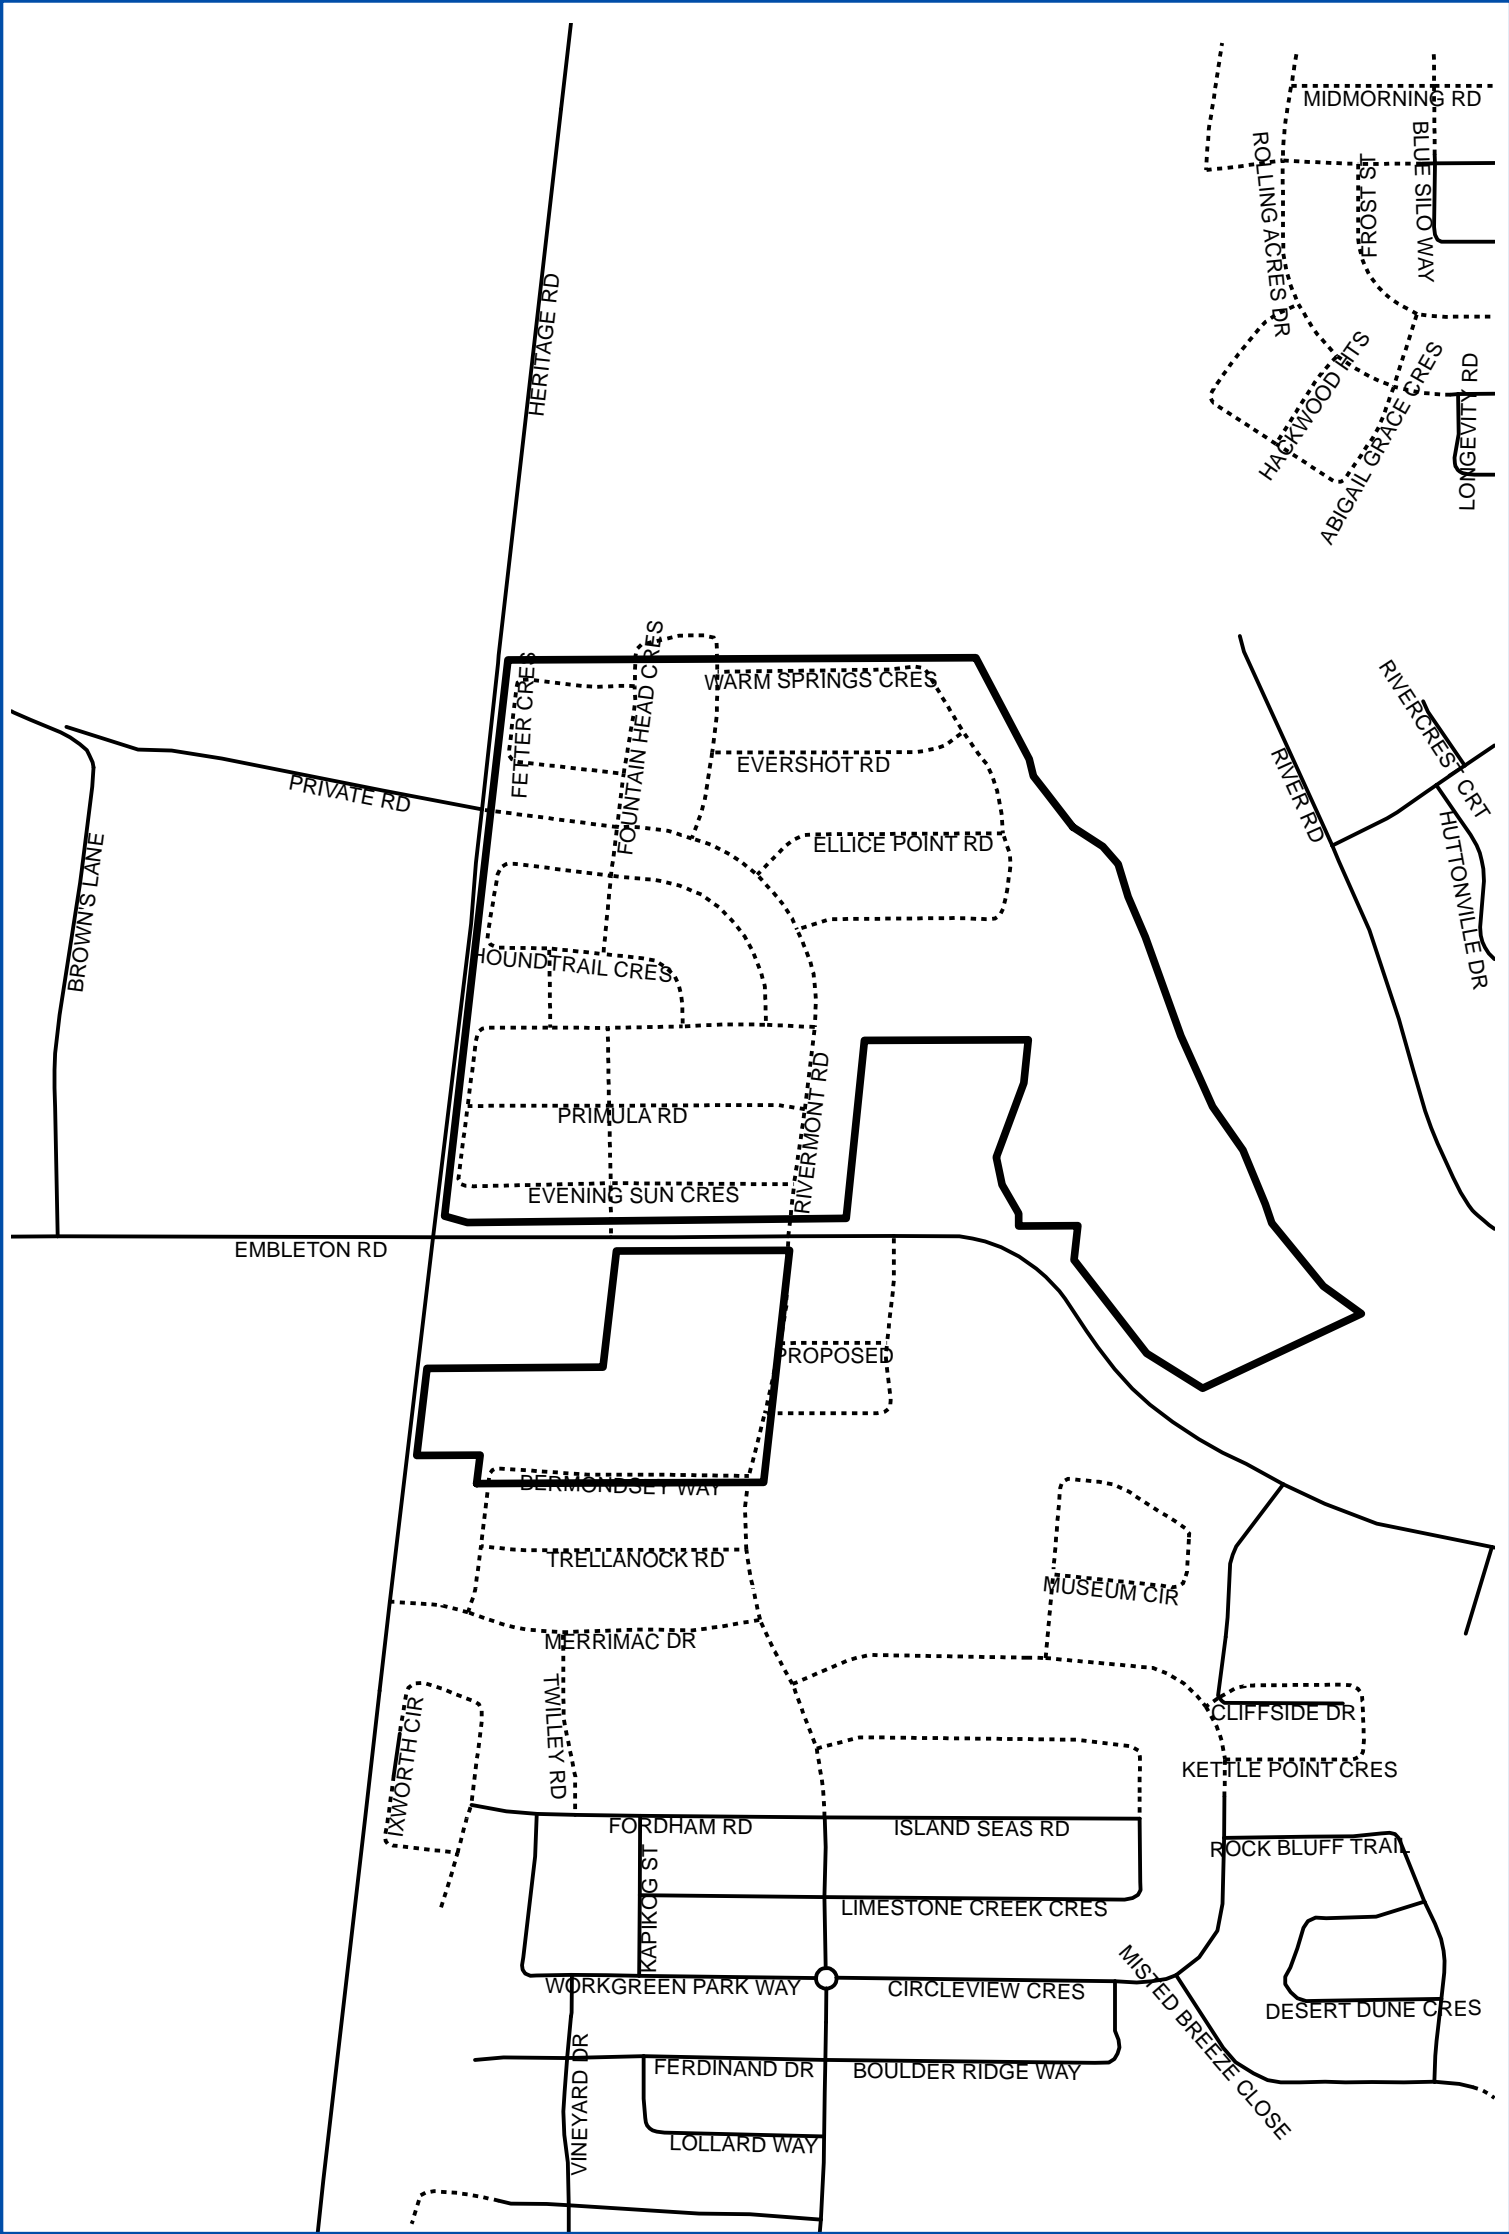 MIDMORNING RD
ROLLING ACRES DR
FROST ST
BLUE SILO WAY
HERITAGE RD
HACKWOOD HTS
ABIGAIL GRACE CRES
LONGEVITY RD
FETTER CRES
FOUNTAIN HEAD CRES
WARM SPRINGS CRES
RIVERCREST CRT
PRIVATE RD
EVERSHOT RD
RIVER RD
ELLICE POINT RD
HUTTONVILLE DR
BROWN'S LANE
HOUNDTRAIL CRES
PRIMULA RD
RIVERMONT RD
EVENING SUN CRES
EMBLETON RD
PROPOSED
BERMONDSEY WAY
TRELLANOCK RD
MUSEUM CIR
MERRIMAC DR
TWILLEY RD
IXWORTH CIR
CLIFFSIDE DR
KETTLE POINT CRES
FORDHAM RD
ISLAND SEAS RD
ROCK BLUFF TRAIL
KAPIKOG ST
LIMESTONE CREEK CRES
WORKGREEN PARK WAY
CIRCLEVIEW CRES
MISTED BREEZE CLOSE
DESERT DUNE CRES
VINEYARD DR
FERDINAND DR
BOULDER RIDGE WAY
LOLLARD WAY